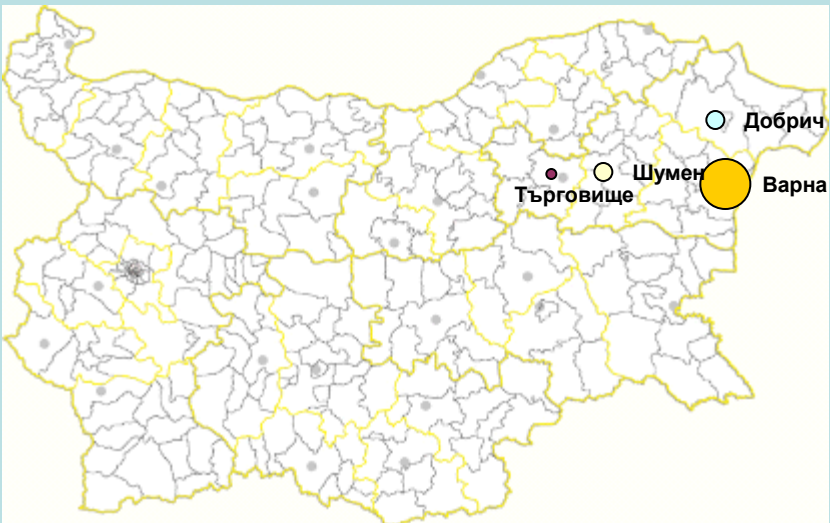 Добрич
Шумен
Варна
Търговище